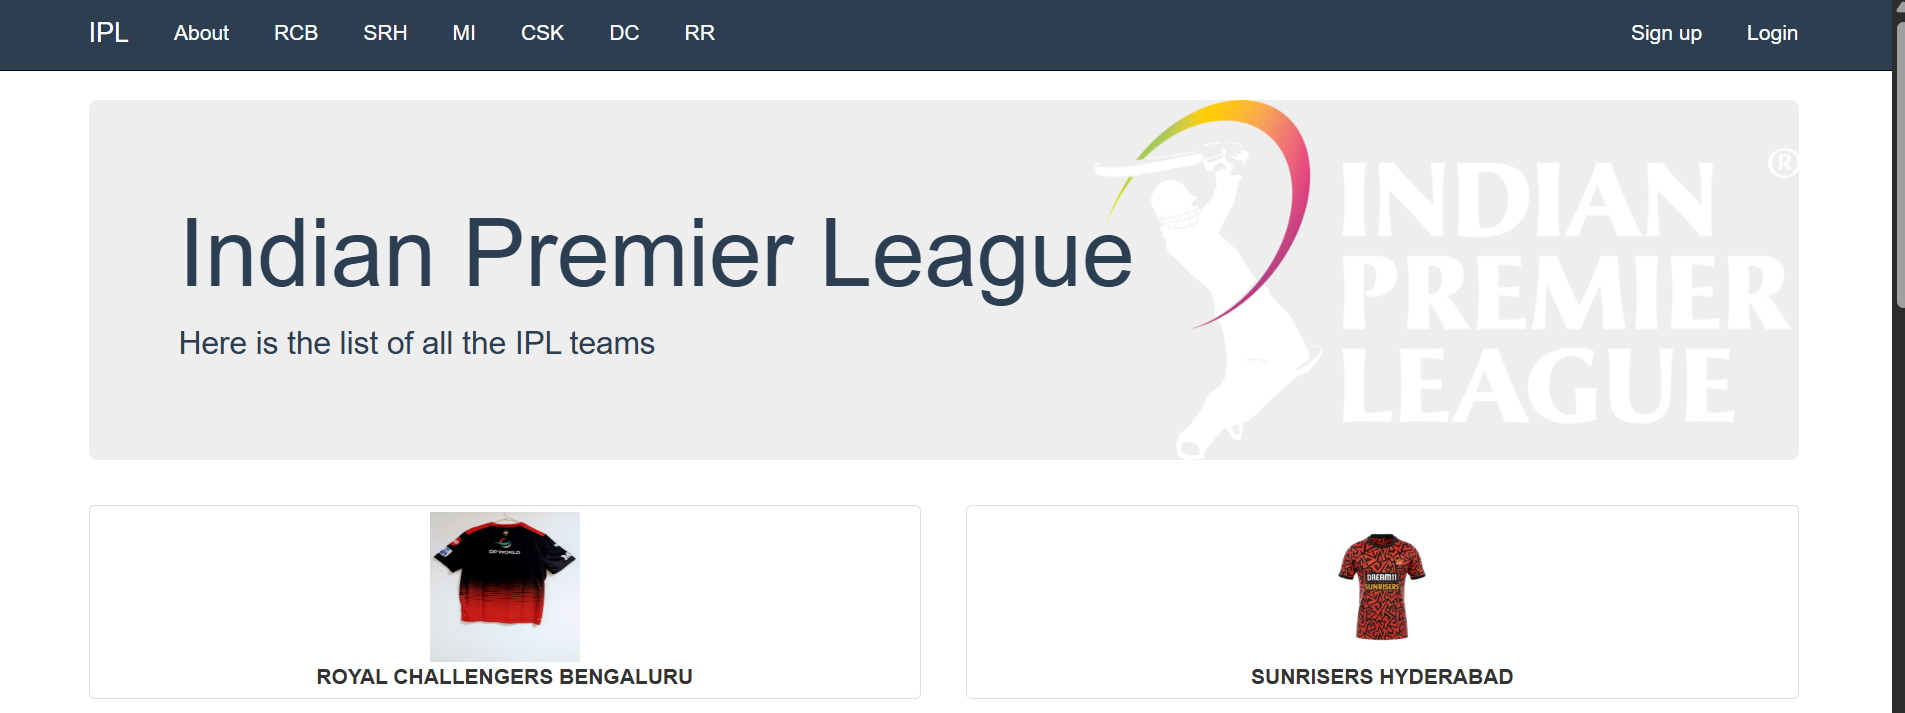 IPL About RCB SRH MI CSK DC RR Sign up Login
Indian Premier League
Here is the list of all the IPL teams
INDIAN ®
PREMIER
LEAGUE
DP WORLD
ROYAL CHALLENGERS BENGALURU
DREAM11
SUNRISERS
SUNRISERS HYDERABAD